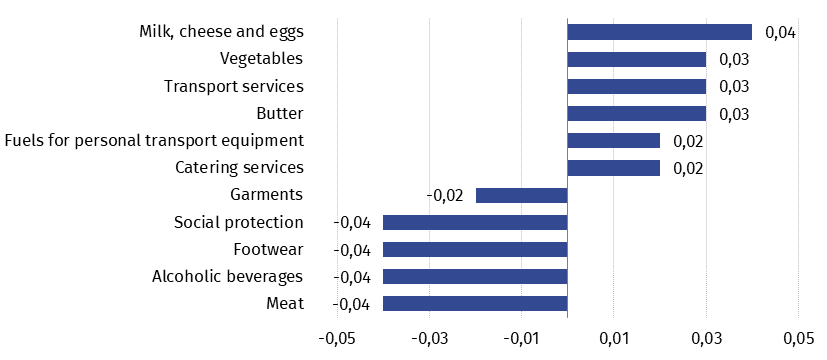 Milk, cheese and eggs 0,04
Vegetables 0,03
Transport services 0,03
Butter 0,03
Fuels for personal transport equipment 0,02
Catering services 0,02
Garments -0,02
Social protection -0,04
Footwear -0,04
Alcoholic beverages -0,04
Meat -0,04
-0,05 -0,03 -0,01 0,01 0,03 0,05